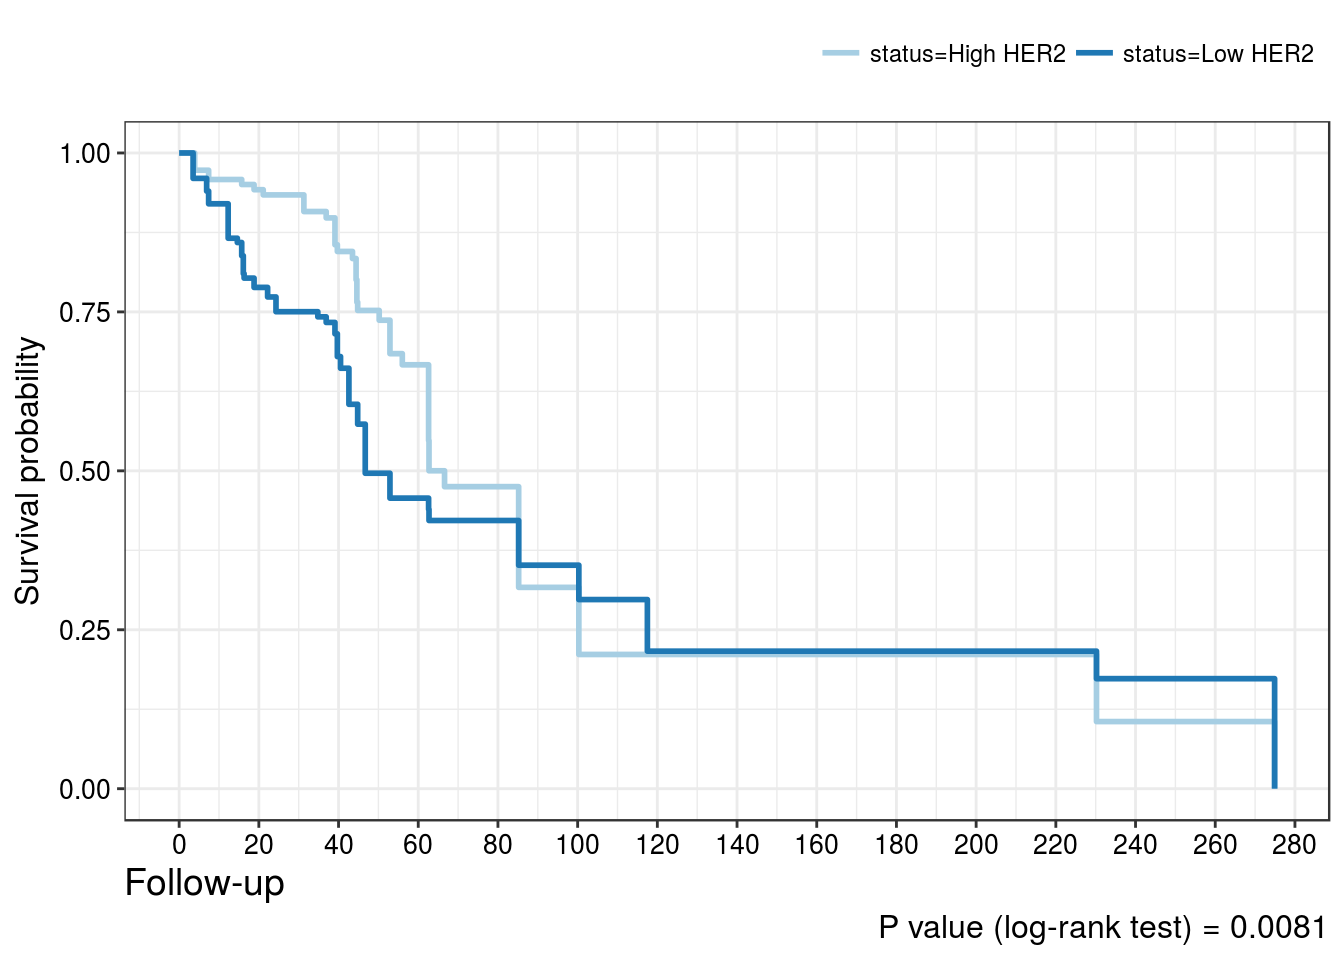 status=High HER2 status=Low HER2
Survival probability
1.00
0.75
0.50
0.25
0.00
0 20 40 60 80 100 120 140 160 180 200 220 240 260 280
Follow-up
P value (log-rank test) = 0.0081